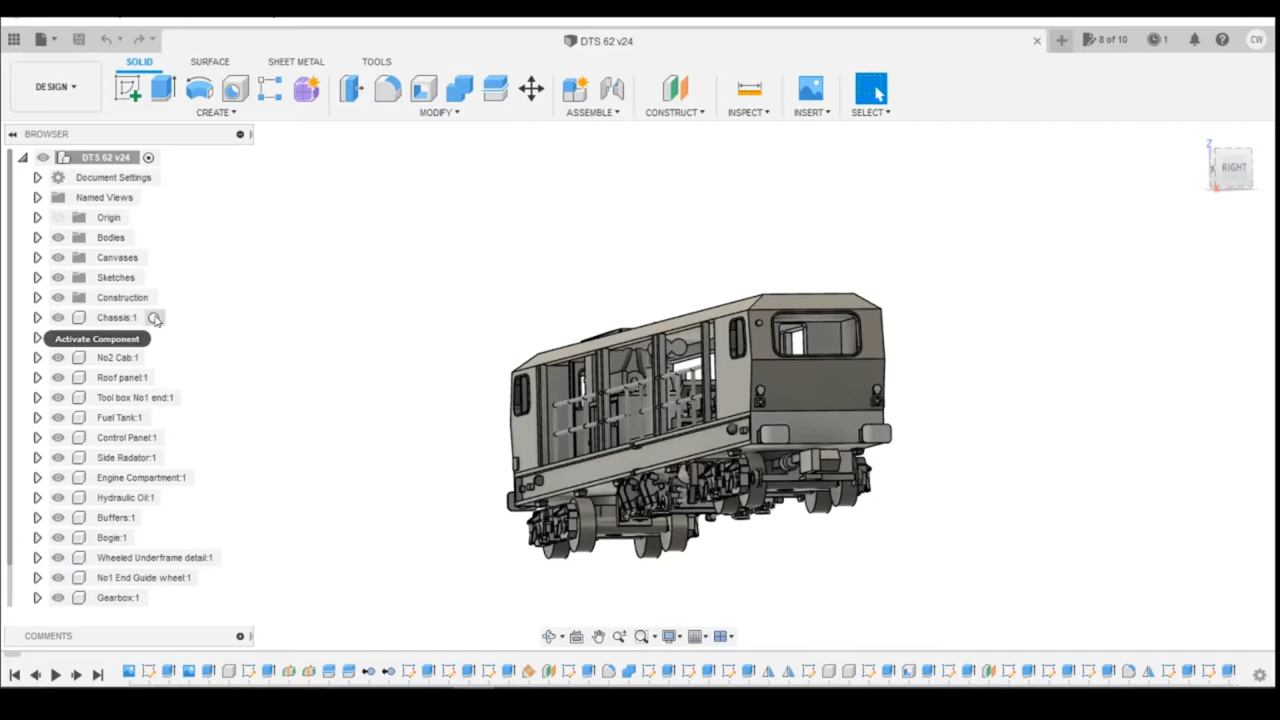 DTS 62 v24
8 of 10
1
CW
DESIGN
SOLID
SURFACE
SHEET METAL
TOOLS
CREATE
MODIFY
ASSEMBLE
CONSTRUCT
INSPECT
INSERT
SELECT
BROWSER
DTS 62 v24
Document Settings
Named Views
Origin
Bodies
Canvases
Sketches
Construction
Chassis:1
Activate Component
No2 Cab:1
Roof panel:1
Tool box No1 end:1
Fuel Tank:1
Control Panel:1
Side Radator:1
Engine Compartment:1
Hydraulic Oil:1
Buffers:1
Bogie:1
Wheeled Underframe detail:1
No1 End Guide wheel:1
Gearbox:1
Z
RIGHT
X
COMMENTS